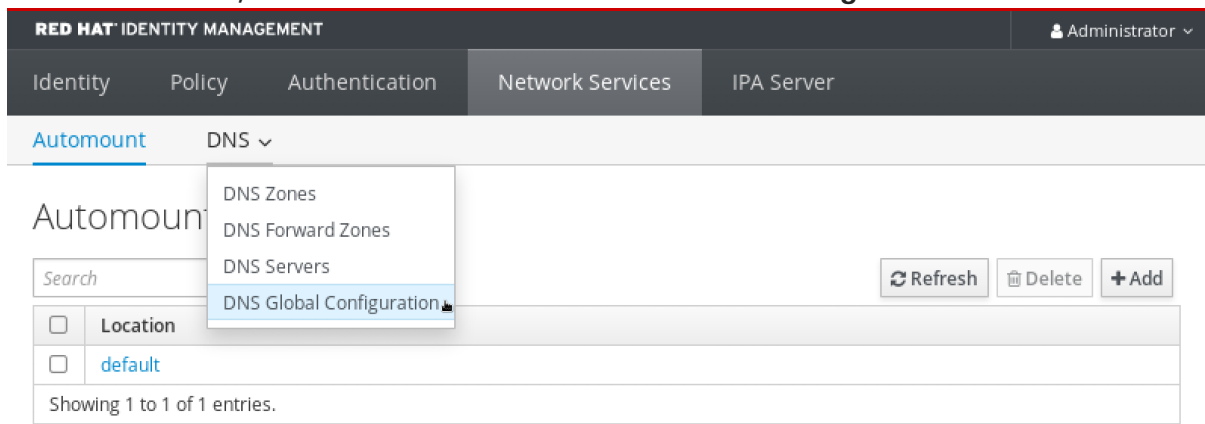 RED HAT® IDENTITY MANAGEMENT Administrator
Identity Policy Authentication Network Services IPA Server
Automount DNS
DNS Zones
DNS Forward Zones
DNS Servers
DNS Global Configuration
Automoun
Search
Refresh Delete Add
Location
default
Showing 1 to 1 of 1 entries.